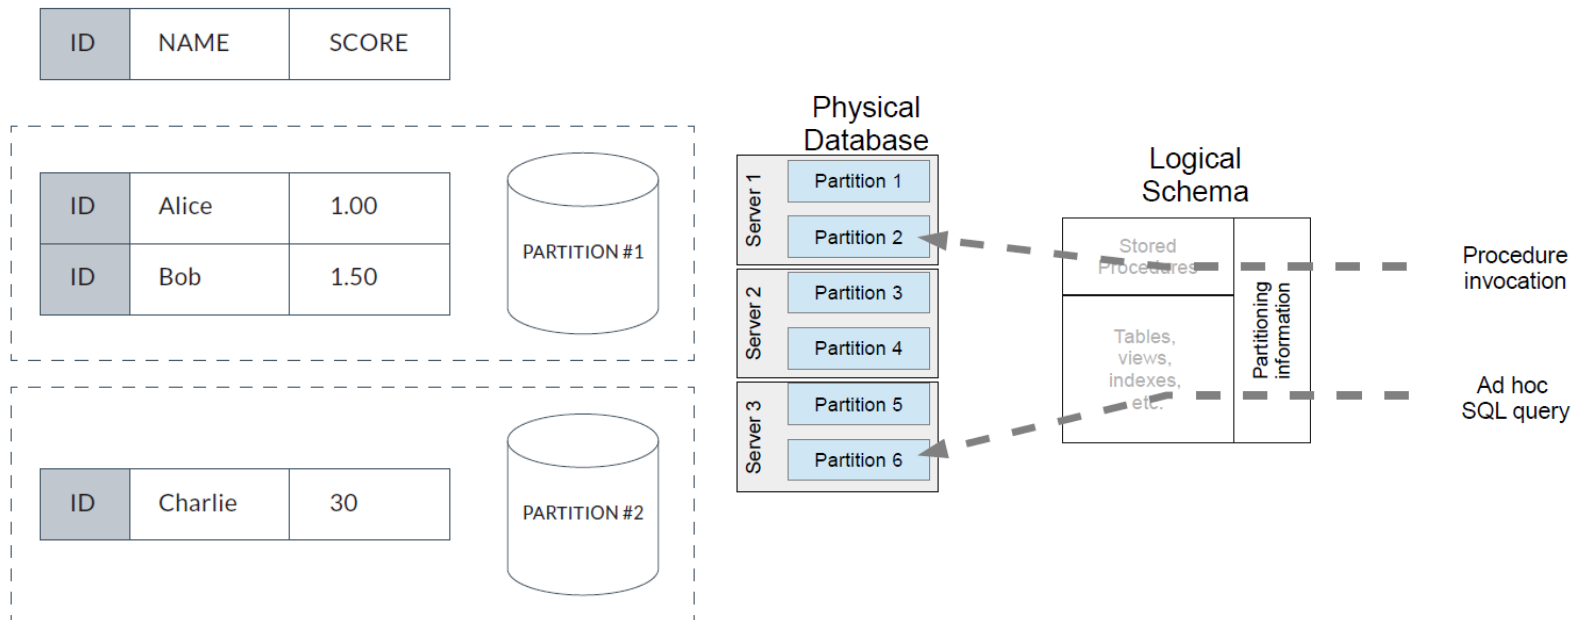 ID NAME SCORE
ID Alice 1.00
ID Bob 1.50
PARTITION #1
ID Charlie 30
PARTITION #2
Physical
Database
Server 1
Partition 1
Partition 2
Server 2
Partition 3
Partition 4
Server 3
Partition 5
Partition 6
Logical
Schema
Stored
Procedures
Tables,
views,
indexes,
etc.
Partitioning
information
Procedure
invocation
Ad hoc
SQL query